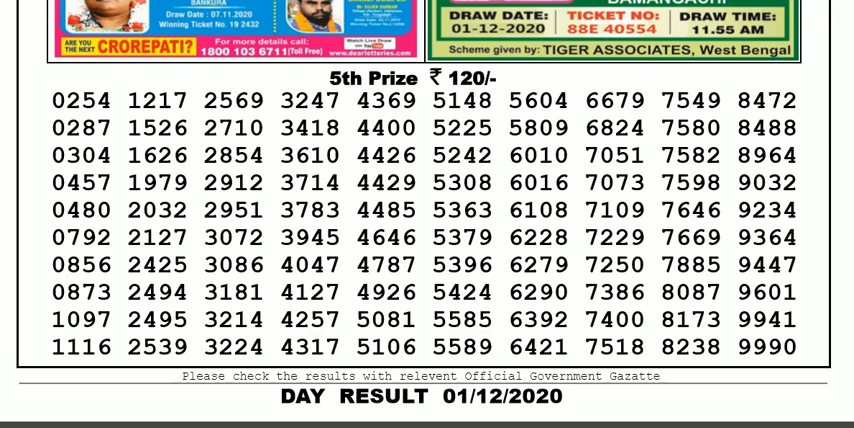 BANKURA
Draw Date : 07.11.2020
Winning Ticket No. 19 2432
ARE YOU
THE NEXT CROREPATI?
For more details call:
1800 103 6711(Toll Free)
Watch Live Draw
www.dearlotteries.com
DRAW DATE:
01-12-2020
TICKET NO:
88E 40554
DRAW TIME:
11.55 AM
Scheme given by: TIGER ASSOCIATES, West Bengal
5th Prize ₹ 120/-
0254 1217 2569 3247 4369 5148 5604 6679 7549 8472
0287 1526 2710 3418 4400 5225 5809 6824 7580 8488
0304 1626 2854 3610 4426 5242 6010 7051 7582 8964
0457 1979 2912 3714 4429 5308 6016 7073 7598 9032
0480 2032 2951 3783 4485 5363 6108 7109 7646 9234
0792 2127 3072 3945 4646 5379 6228 7229 7669 9364
0856 2425 3086 4047 4787 5396 6279 7250 7885 9447
0873 2494 3181 4127 4926 5424 6290 7386 8087 9601
1097 2495 3214 4257 5081 5585 6392 7400 8173 9941
1116 2539 3224 4317 5106 5589 6421 7518 8238 9990
Please check the results with relevent Official Government Gazatte
DAY RESULT 01/12/2020